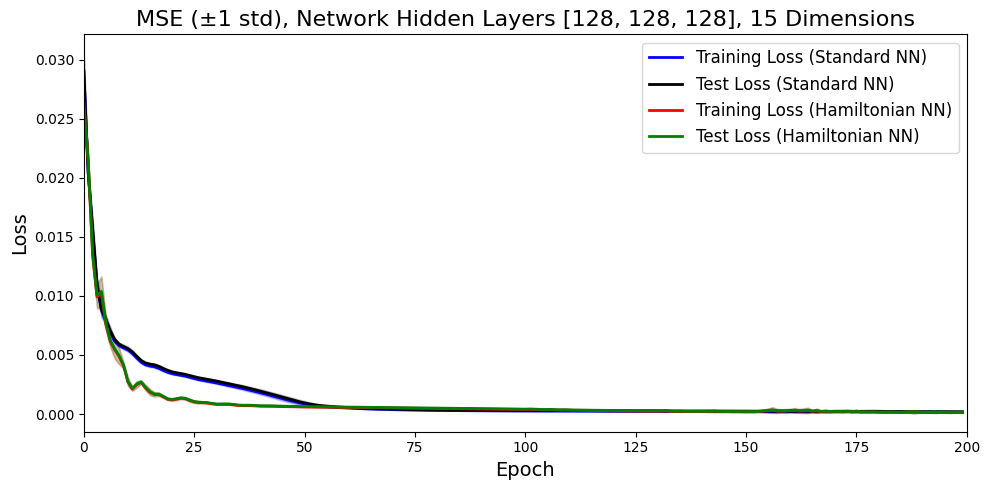 MSE (±1 std), Network Hidden Layers [128, 128, 128], 15 Dimensions
Training Loss (Standard NN)
Test Loss (Standard NN)
Training Loss (Hamiltonian NN)
Test Loss (Hamiltonian NN)
Loss
0.030
0.025
0.020
0.015
0.010
0.005
0.000
0 25 50 75 100 125 150 175 200
Epoch